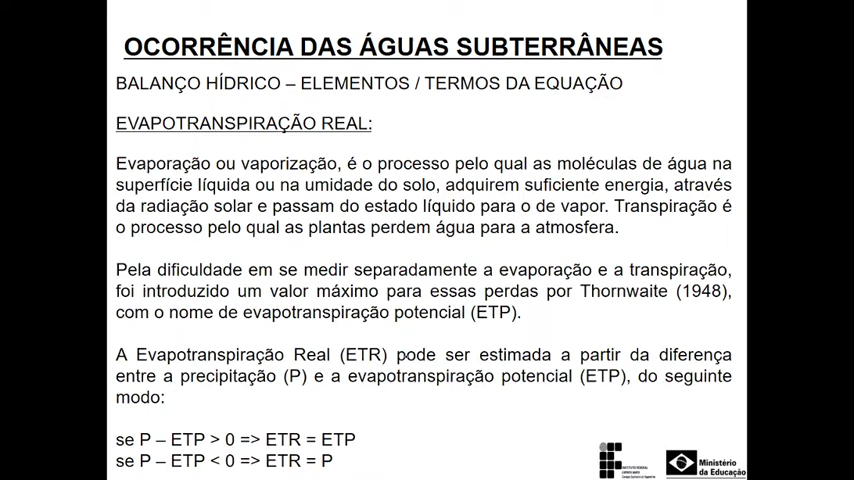 OCORRÊNCIA DAS ÁGUAS SUBTERRÂNEAS
BALANÇO HÍDRICO – ELEMENTOS / TERMOS DA EQUAÇÃO
EVAPOTRANSPIRAÇÃO REAL:
Evaporação ou vaporização, é o processo pelo qual as moléculas de água na
superfície líquida ou na umidade do solo, adquirem suficiente energia, através
da radiação solar e passam do estado líquido para o de vapor. Transpiração é
o processo pelo qual as plantas perdem água para a atmosfera.
Pela dificuldade em se medir separadamente a evaporação e a transpiração,
foi introduzido um valor máximo para essas perdas por Thornwaite (1948),
com o nome de evapotranspiração potencial (ETP).
A Evapotranspiração Real (ETR) pode ser estimada a partir da diferença
entre a precipitação (P) e a evapotranspiração potencial (ETP), do seguinte
modo:
se P – ETP > 0 => ETR = ETP
se P – ETP < 0 => ETR = P
INSTITUTO FEDERAL
Ministério
da Educação